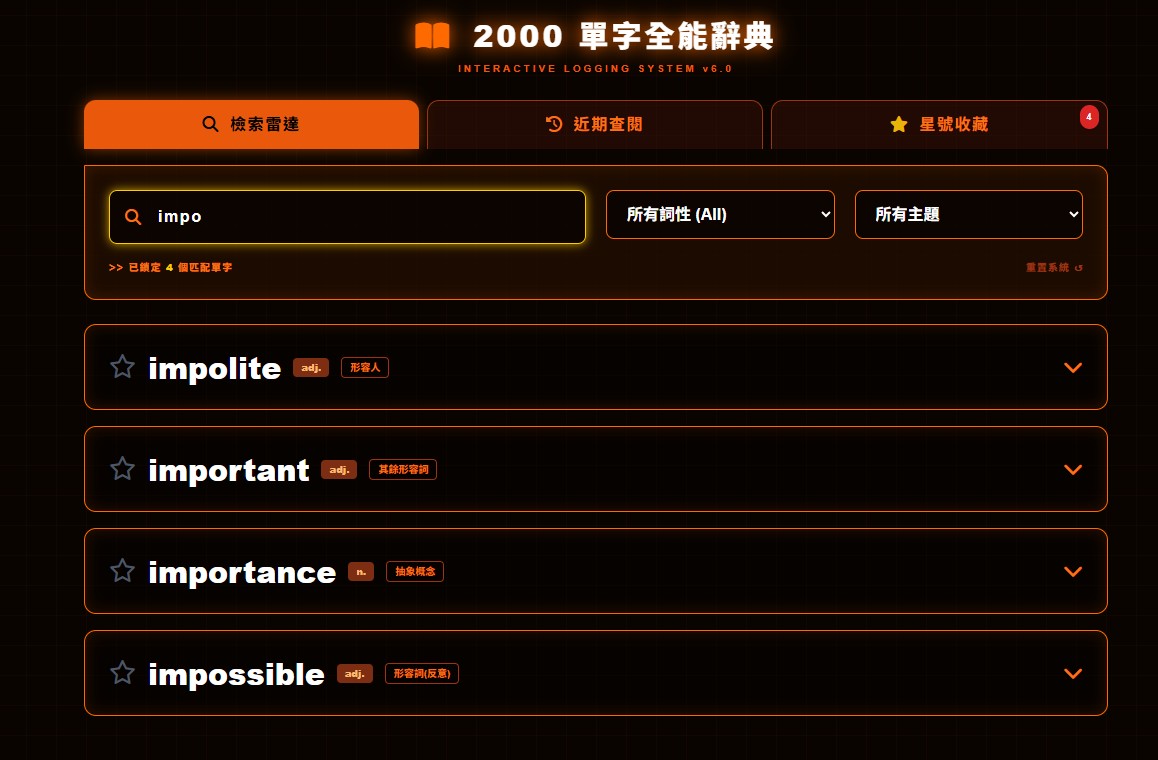 2000 單字全能辭典
INTERACTIVE LOGGING SYSTEM v6.0
檢索雷達
近期查閱
星號收藏
4
impo
所有詞性 (All)
所有主題
>> 已鎖定 4 個匹配單字
重置系統 ↺
impolite adj. 形容人
important adj. 其餘形容詞
importance n. 抽象概念
impossible adj. 形容詞(反意)